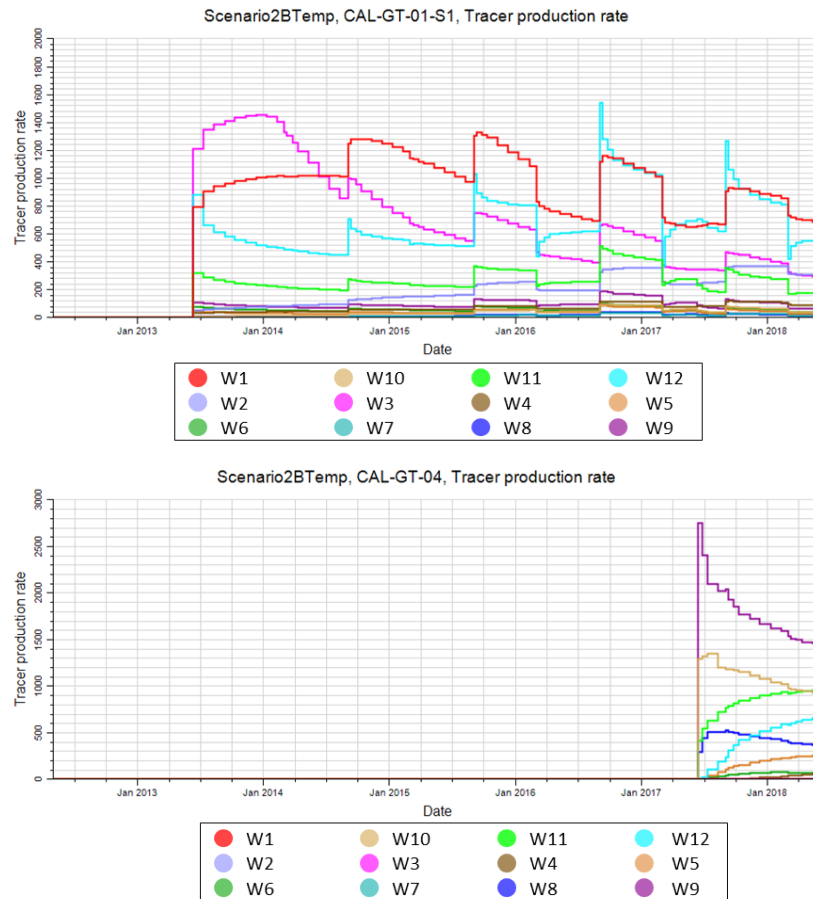 Scenario2BTemp, CAL-GT-01-S1, Tracer production rate
Tracer production rate
2000
1800
1600
1400
1200
1000
800
600
400
200
0
Jan 2013 Jan 2014 Jan 2015 Jan 2016 Jan 2017 Jan 2018
Date
W1 W10 W11 W12
W2 W3 W4 W5
W6 W7 W8 W9
Scenario2BTemp, CAL-GT-04, Tracer production rate
Tracer production rate
3000
2500
2000
1500
1000
500
0
Jan 2013 Jan 2014 Jan 2015 Jan 2016 Jan 2017 Jan 2018
Date
W1 W10 W11 W12
W2 W3 W4 W5
W6 W7 W8 W9